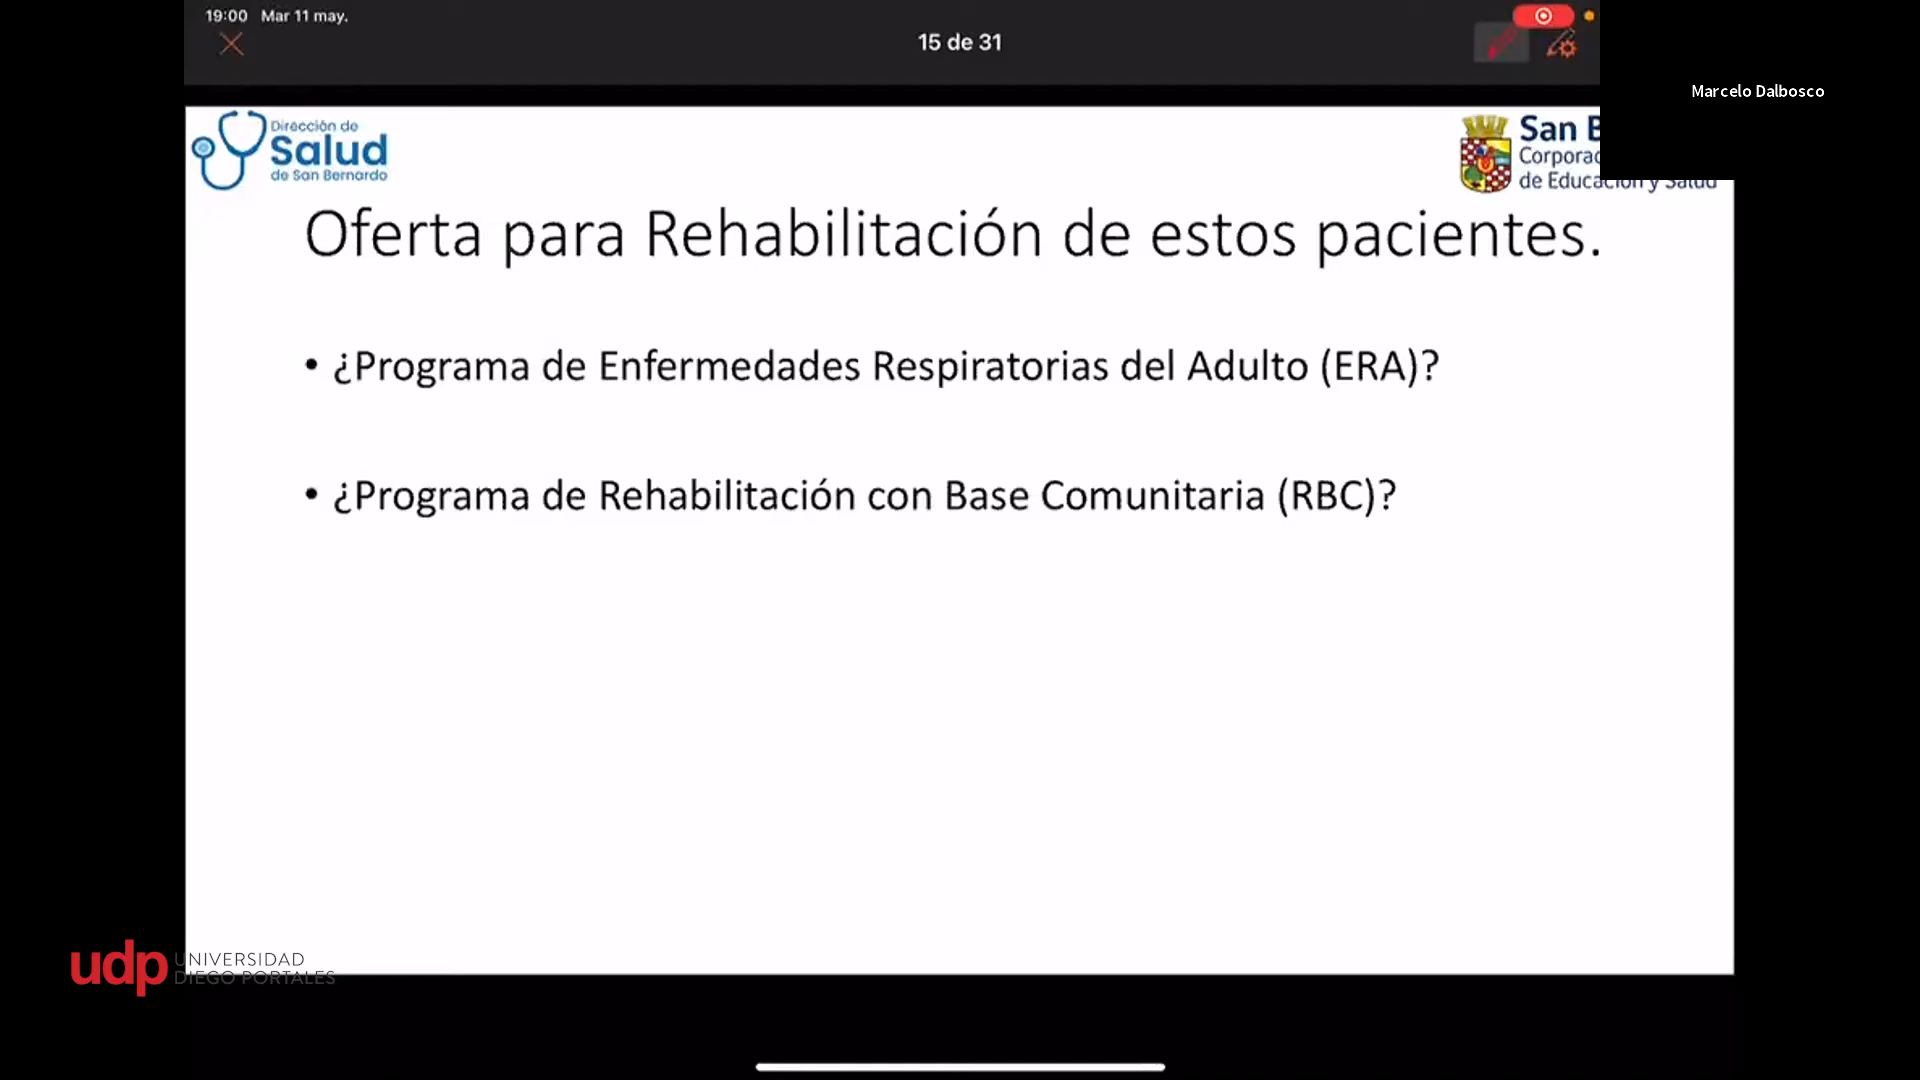 19:00 Mar 11 may.
15 de 31
Marcelo Dalbosco
Dirección de
Salud
de San Bernardo
San B
Corporac
de Educación y Salud
Oferta para Rehabilitación de estos pacientes.
• ¿Programa de Enfermedades Respiratorias del Adulto (ERA)?
• ¿Programa de Rehabilitación con Base Comunitaria (RBC)?
udp UNIVERSIDAD
DIEGO PORTALES